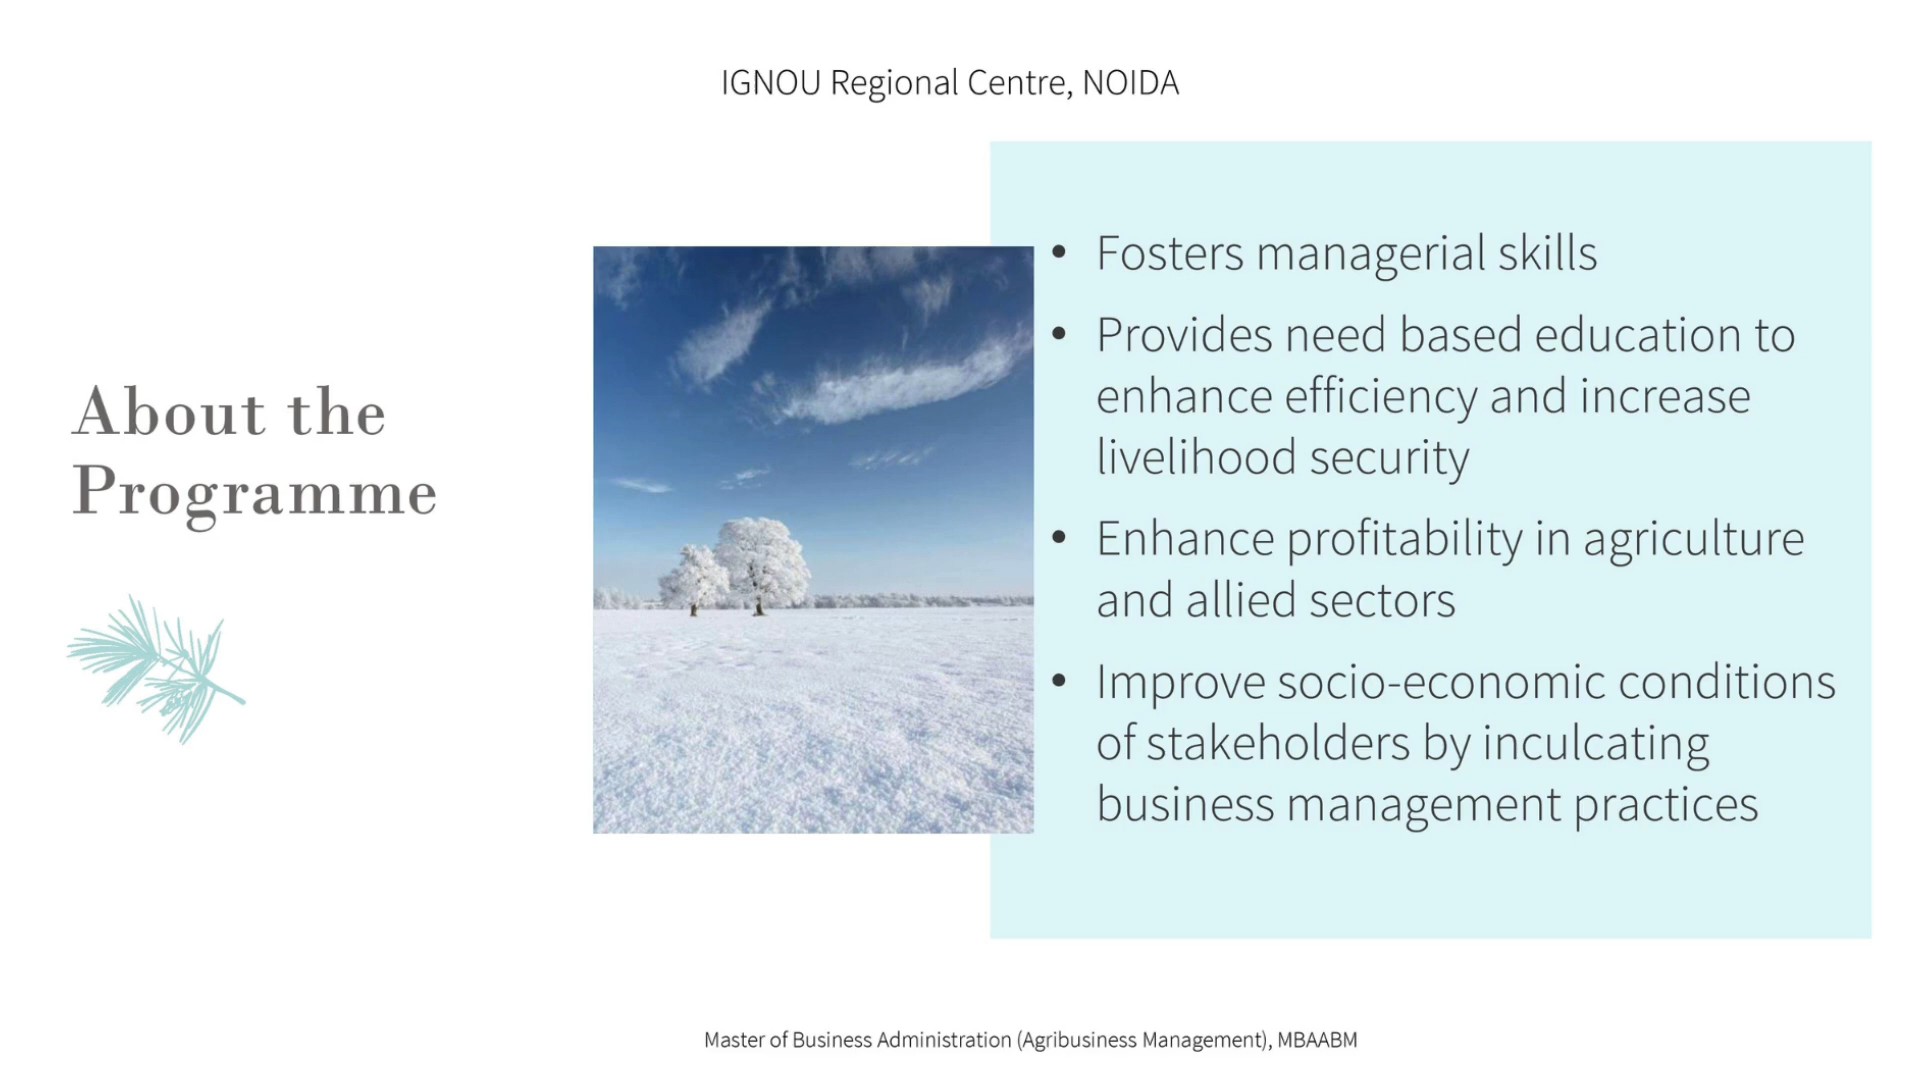 IGNOU Regional Centre, NOIDA
About the
Programme
• Fosters managerial skills
• Provides need based education to
enhance efficiency and increase
livelihood security
• Enhance profitability in agriculture
and allied sectors
• Improve socio-economic conditions
of stakeholders by inculcating
business management practices
Master of Business Administration (Agribusiness Management), MBAABM